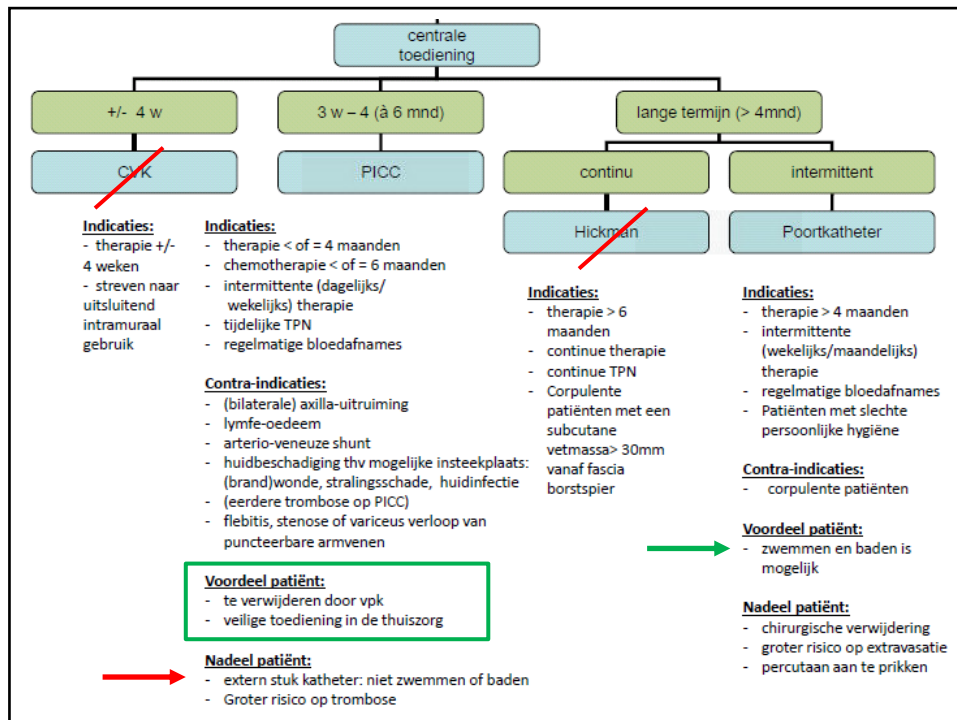 centrale
toediening
+/- 4 w
3 w – 4 (à 6 mnd)
lange termijn (> 4mnd)
CVK
PICC
continu
intermittent
Hickman
Poortkatheter
Indicaties:
- therapie +/-
4 weken
- streven naar
uitsluitend
intramuraal
gebruik
Indicaties:
- therapie < of = 4 maanden
- chemotherapie < of = 6 maanden
- intermittente (dagelijks/
wekelijks) therapie
- tijdelijke TPN
- regelmatige bloedafnames
Contra-indicaties:
- (bilaterale) axilla-uitruiming
- lymfe-oedeem
- arterio-veneuze shunt
- huidbeschadiging thv mogelijke insteekplaats:
(brand)wonde, stralingsschade, huidinfectie
- (eerdere trombose op PICC)
- flebitis, stenose of variceus verloop van
puncteerbare armvenen
Voordeel patiënt:
- te verwijderen door vpk
- veilige toediening in de thuiszorg
Nadeel patiënt:
- extern stuk katheter: niet zwemmen of baden
- Groter risico op trombose
Indicaties:
- therapie > 6
maanden
- continue therapie
- continue TPN
- Corpulente
patiënten met een
subcutane
vetmassa> 30mm
vanaf fascia
borstspier
Indicaties:
- therapie > 4 maanden
- intermittente
(wekelijks/maandelijks)
therapie
- regelmatige bloedafnames
- Patiënten met slechte
persoonlijke hygiëne
Contra-indicaties:
- corpulente patiënten
Voordeel patiënt:
- zwemmen en baden is
mogelijk
Nadeel patiënt:
- chirurgische verwijdering
- groter risico op extravasatie
- percutaan aan te prikken